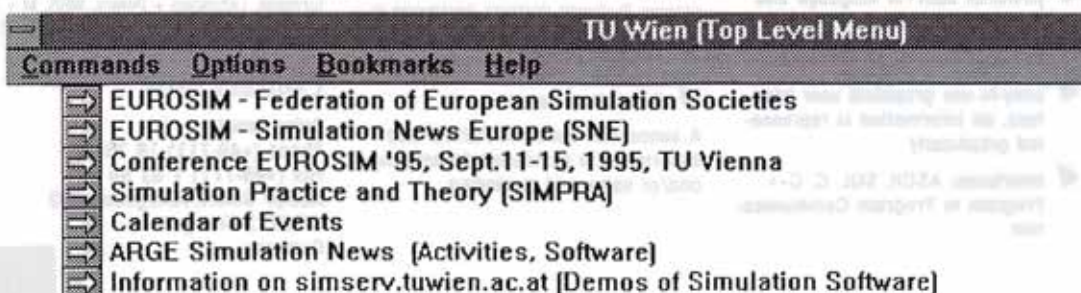 TU Wien (Top Level Menu)
Commands Options Bookmarks Help
EUROSIM - Federation of European Simulation Societies
EUROSIM - Simulation News Europe (SNE)
Conference EUROSIM '95, Sept.11-15, 1995, TU Vienna
Simulation Practice and Theory (SIMPRA)
Calendar of Events
ARGE Simulation News (Activities, Software)
Information on simserv.tuwien.ac.at (Demos of Simulation Software)